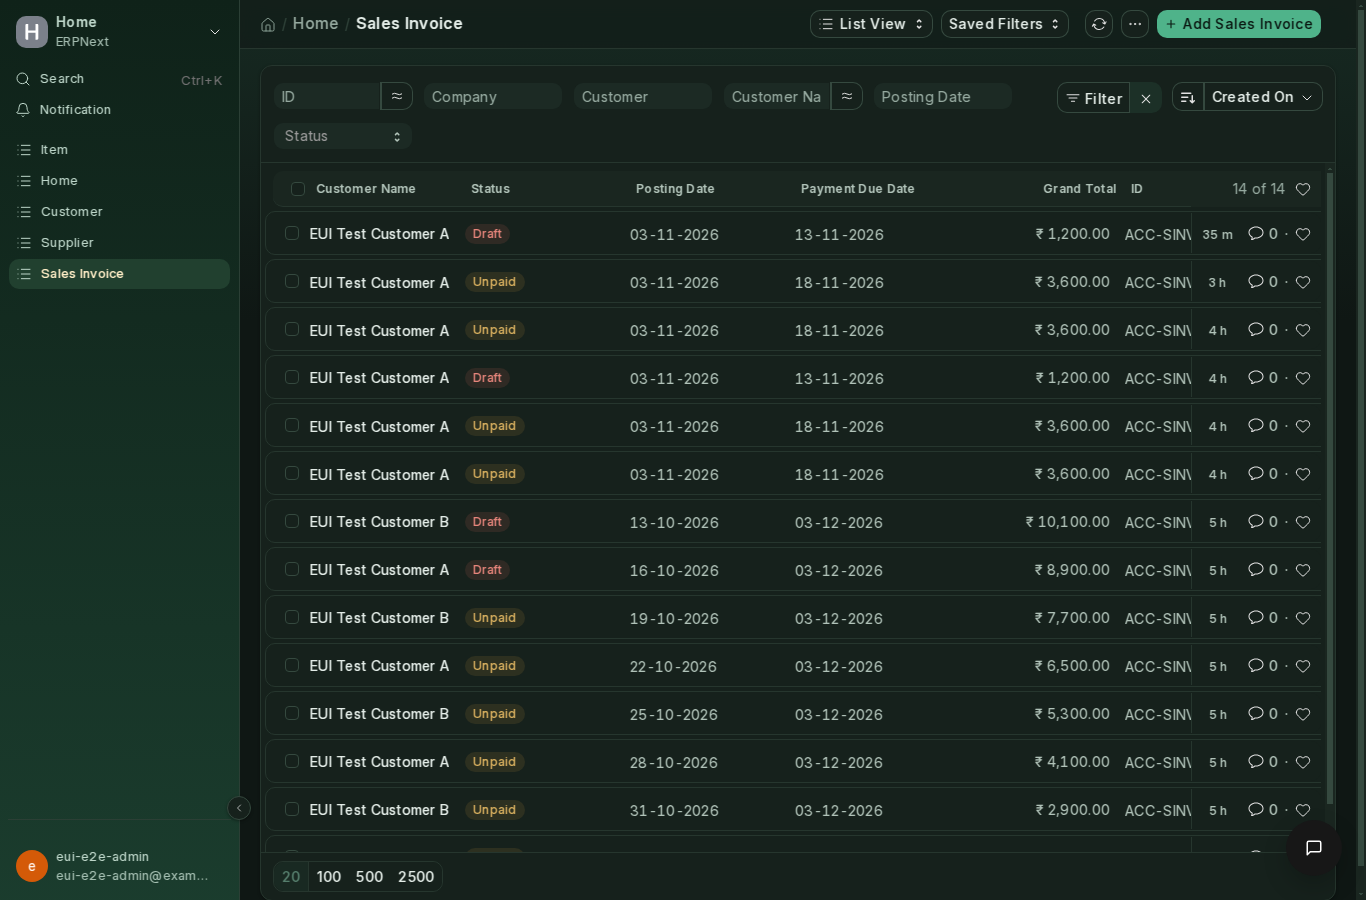 H
Home
ERPNext
Search Ctrl+K
Notification
Item
Home
Customer
Supplier
Sales Invoice
eui-e2e-admin
e
eui-e2e-admin@exam...
/ Home / Sales Invoice
List View
Saved Filters
+ Add Sales Invoice
ID ≈ Company Customer Customer Na ≈ Posting Date
Filter Created On
Status
Customer Name Status Posting Date Payment Due Date Grand Total ID 14 of 14
EUI Test Customer A Draft 03-11-2026 13-11-2026 ₹ 1,200.00 ACC-SINV 35 m 0 ·
EUI Test Customer A Unpaid 03-11-2026 18-11-2026 ₹ 3,600.00 ACC-SINV 3 h 0 ·
EUI Test Customer A Unpaid 03-11-2026 18-11-2026 ₹ 3,600.00 ACC-SINV 4 h 0 ·
EUI Test Customer A Draft 03-11-2026 13-11-2026 ₹ 1,200.00 ACC-SINV 4 h 0 ·
EUI Test Customer A Unpaid 03-11-2026 18-11-2026 ₹ 3,600.00 ACC-SINV 4 h 0 ·
EUI Test Customer A Unpaid 03-11-2026 18-11-2026 ₹ 3,600.00 ACC-SINV 4 h 0 ·
EUI Test Customer B Draft 13-10-2026 03-12-2026 ₹ 10,100.00 ACC-SINV 5 h 0 ·
EUI Test Customer A Draft 16-10-2026 03-12-2026 ₹ 8,900.00 ACC-SINV 5 h 0 ·
EUI Test Customer B Unpaid 19-10-2026 03-12-2026 ₹ 7,700.00 ACC-SINV 5 h 0 ·
EUI Test Customer A Unpaid 22-10-2026 03-12-2026 ₹ 6,500.00 ACC-SINV 5 h 0 ·
EUI Test Customer B Unpaid 25-10-2026 03-12-2026 ₹ 5,300.00 ACC-SINV 5 h 0 ·
EUI Test Customer A Unpaid 28-10-2026 03-12-2026 ₹ 4,100.00 ACC-SINV 5 h 0 ·
EUI Test Customer B Unpaid 31-10-2026 03-12-2026 ₹ 2,900.00 ACC-SINV 5 h 0 ·
20 100 500 2500